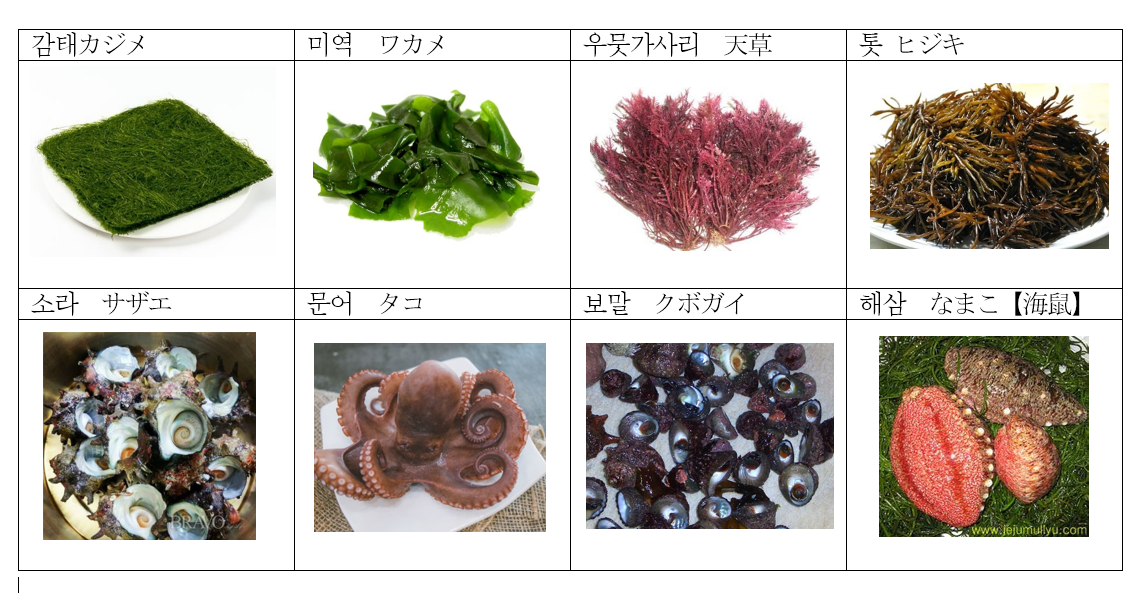 감태カジメ
미역　ワカメ
우뭇가사리　天草
톳 ヒジキ
소라　サザエ
문어　タコ
보말　クボガイ
해삼　なまこ【海鼠】
BRAVO
www.jejumullyu.com